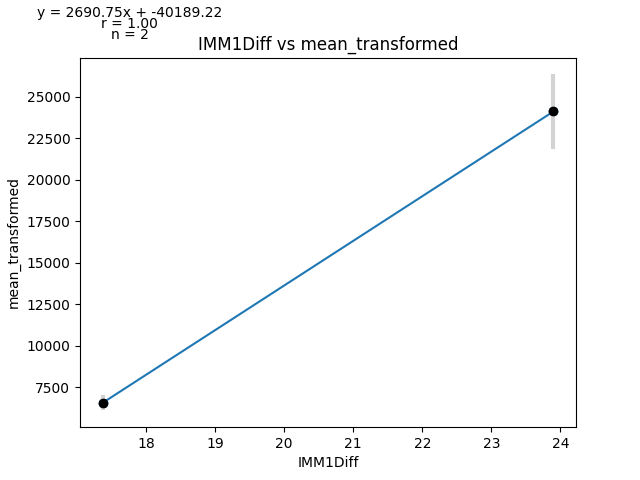 y = 2690.75x + -40189.22
r = 1.00
n = 2
IMM1Diff vs mean_transformed
25000
22500
20000
17500
15000
12500
10000
7500
mean_transformed
18 19 20 21 22 23 24
IMM1Diff